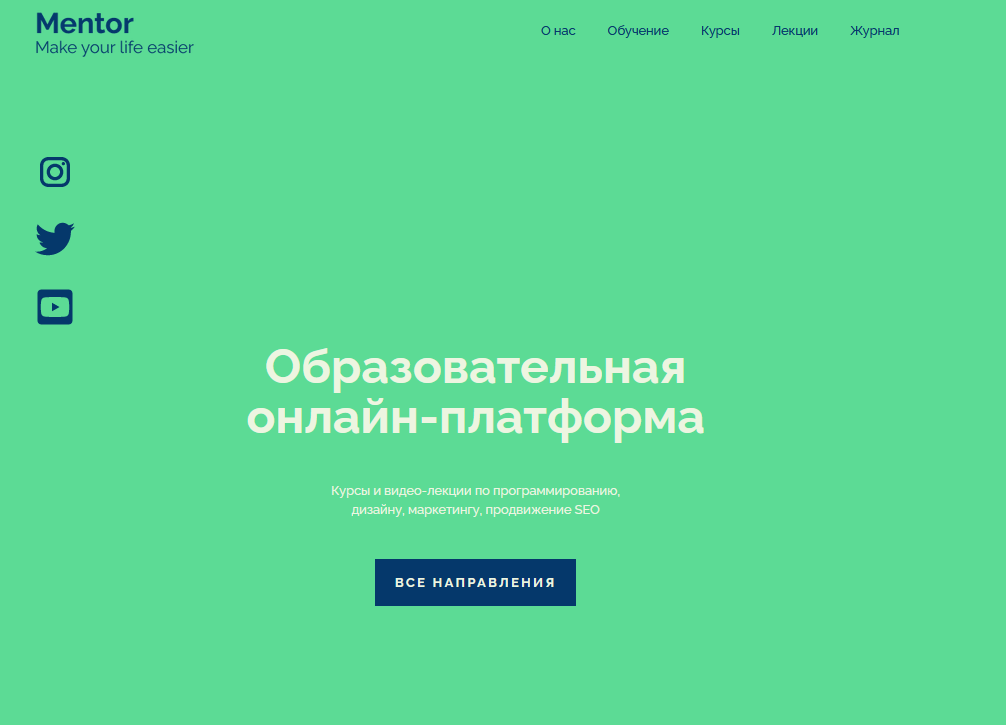 Mentor
Make your life easier
О нас Обучение Курсы Лекции Журнал
Образовательная
онлайн-платформа
Курсы и видео-лекции по программированию,
дизайну, маркетингу, продвижение SEO
ВСЕ НАПРАВЛЕНИЯ